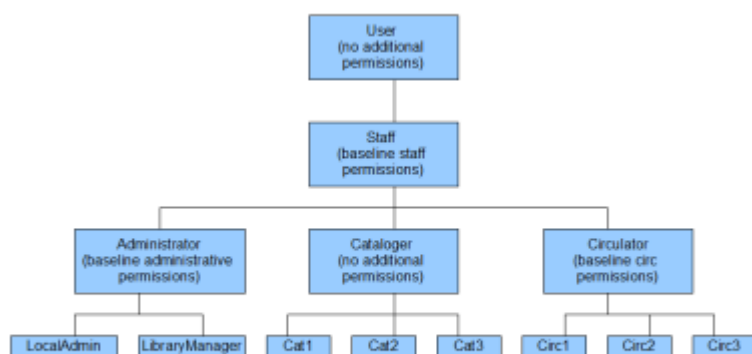 User
(no additional
permissions)
Staff
(baseline staff
permissions)
Administrator
(baseline administrative
permissions)
Cataloger
(no additional
permissions)
Circulator
(baseline circ
permissions)
LocalAdmin
LibraryManager
Cat1
Cat2
Cat3
Circ1
Circ2
Circ3